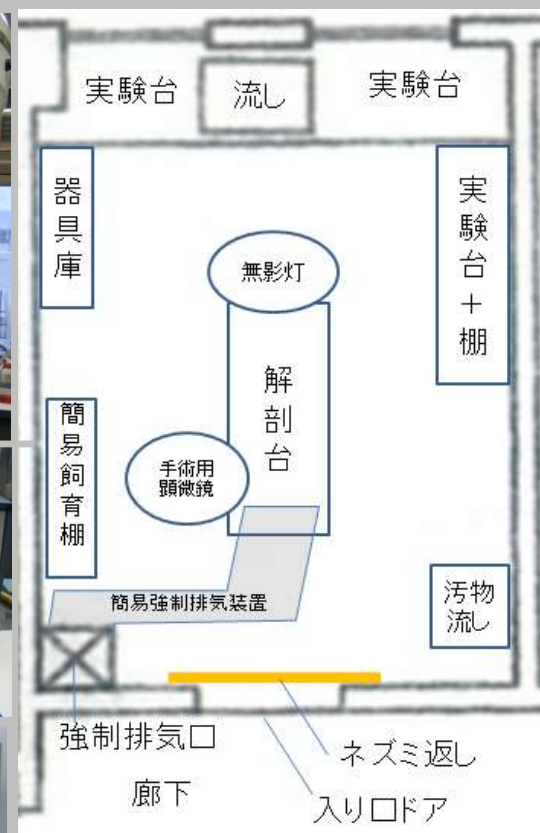 実験台
流し
実験台
器具庫
無影灯
実験台＋棚
解剖台
簡易飼育棚
手術用
顕微鏡
簡易強制排気装置
汚物
流し
強制排気口
ネズミ返し
廊下
入り口ドア